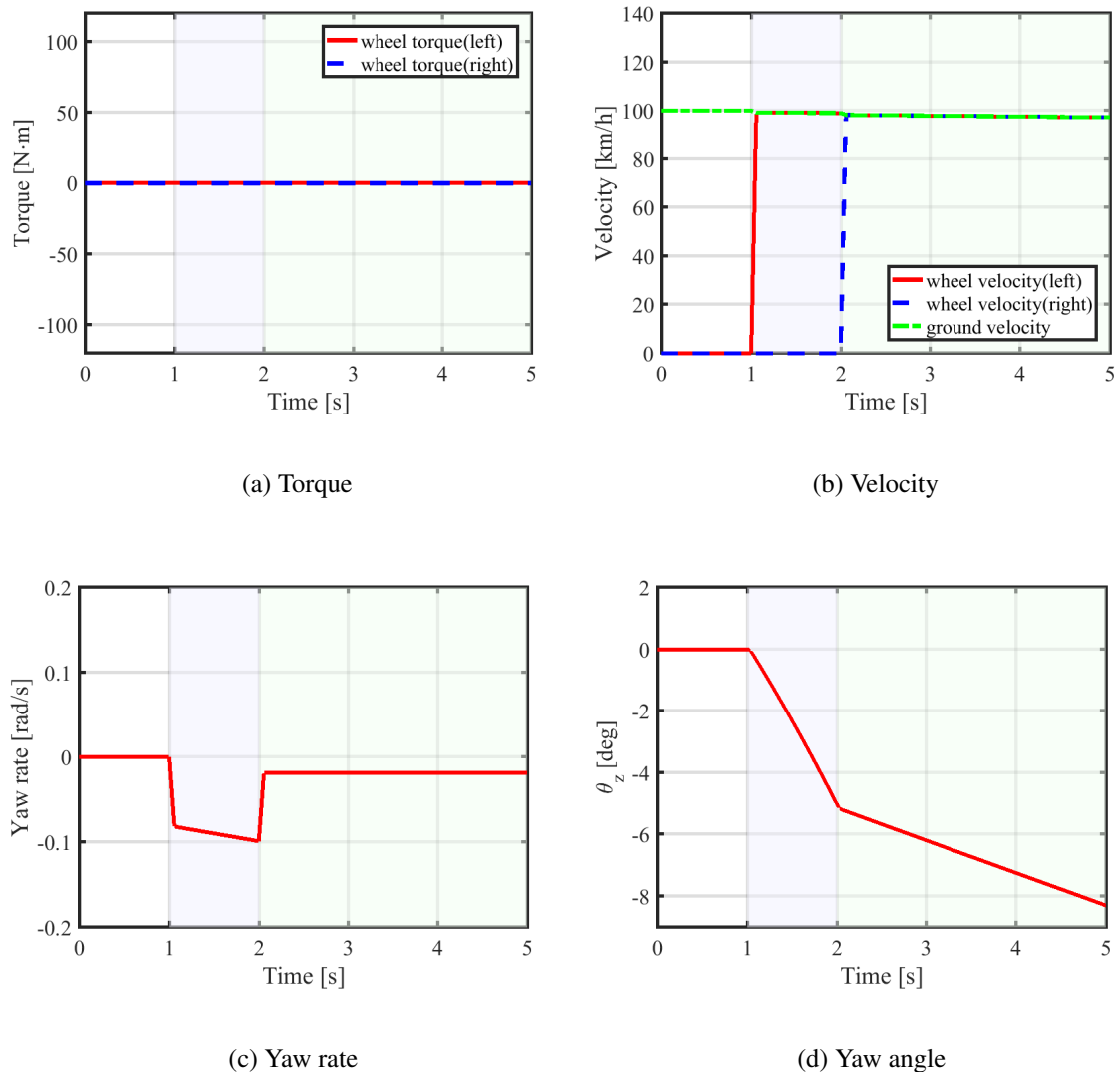 100
50
0
-50
-100
Torque [N·m]
wheel torque(left)
wheel torque(right)
0 1 2 3 4 5
Time [s]
(a) Torque
140
120
100
80
60
40
20
0
Velocity [km/h]
wheel velocity(left)
wheel velocity(right)
ground velocity
0 1 2 3 4 5
Time [s]
(b) Velocity
0.2
0.1
0
-0.1
-0.2
Yaw rate [rad/s]
0 1 2 3 4 5
Time [s]
(c) Yaw rate
2
0
-2
-4
-6
-8
θz [deg]
0 1 2 3 4 5
Time [s]
(d) Yaw angle